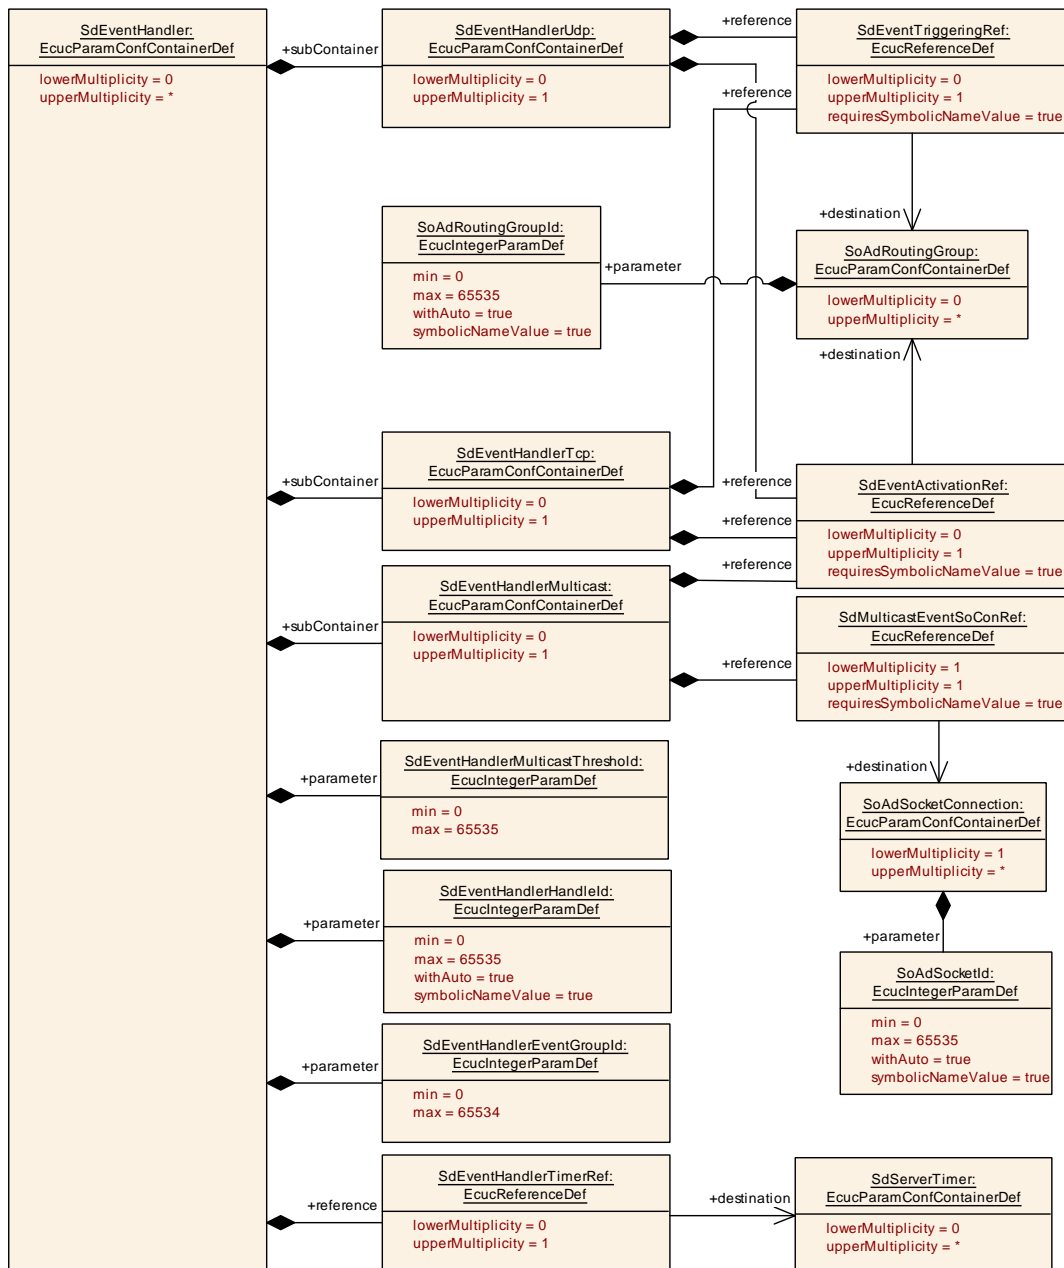 SdEventHandler:
EcucParamConfContainerDef
lowerMultiplicity = 0
upperMultiplicity = *
+subContainer
SdEventHandlerUdp:
EcucParamConfContainerDef
lowerMultiplicity = 0
upperMultiplicity = 1
+reference
+reference
SdEventTriggeringRef:
EcucReferenceDef
lowerMultiplicity = 0
upperMultiplicity = 1
requiresSymbolicNameValue = true
+destination
SoAdRoutingGroupId:
EcucIntegerParamDef
min = 0
max = 65535
withAuto = true
symbolicNameValue = true
+parameter
SoAdRoutingGroup:
EcucParamConfContainerDef
lowerMultiplicity = 0
upperMultiplicity = *
+destination
+subContainer
SdEventHandlerTcp:
EcucParamConfContainerDef
lowerMultiplicity = 0
upperMultiplicity = 1
+reference
+reference
+reference
SdEventActivationRef:
EcucReferenceDef
lowerMultiplicity = 0
upperMultiplicity = 1
requiresSymbolicNameValue = true
+subContainer
SdEventHandlerMulticast:
EcucParamConfContainerDef
lowerMultiplicity = 0
upperMultiplicity = 1
+reference
SdMulticastEventSoConRef:
EcucReferenceDef
lowerMultiplicity = 1
upperMultiplicity = 1
requiresSymbolicNameValue = true
+destination
+parameter
SdEventHandlerMulticastThreshold:
EcucIntegerParamDef
min = 0
max = 65535
SoAdSocketConnection:
EcucParamConfContainerDef
lowerMultiplicity = 1
upperMultiplicity = *
+parameter
+parameter
SdEventHandlerHandleId:
EcucIntegerParamDef
min = 0
max = 65535
withAuto = true
symbolicNameValue = true
SoAdSocketId:
EcucIntegerParamDef
min = 0
max = 65535
withAuto = true
symbolicNameValue = true
+parameter
SdEventHandlerEventGroupId:
EcucIntegerParamDef
min = 0
max = 65534
+reference
SdEventHandlerTimerRef:
EcucReferenceDef
lowerMultiplicity = 0
upperMultiplicity = 1
+destination
SdServerTimer:
EcucParamConfContainerDef
lowerMultiplicity = 0
upperMultiplicity = *